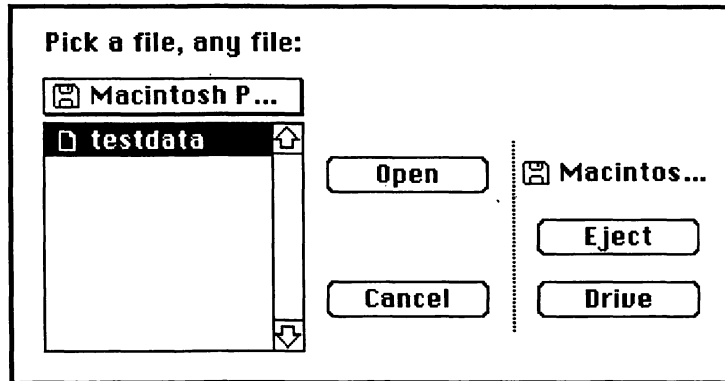 Pick a file, any file:
Macintosh P...
testdata
Open
Macintos...
Eject
Cancel
Drive